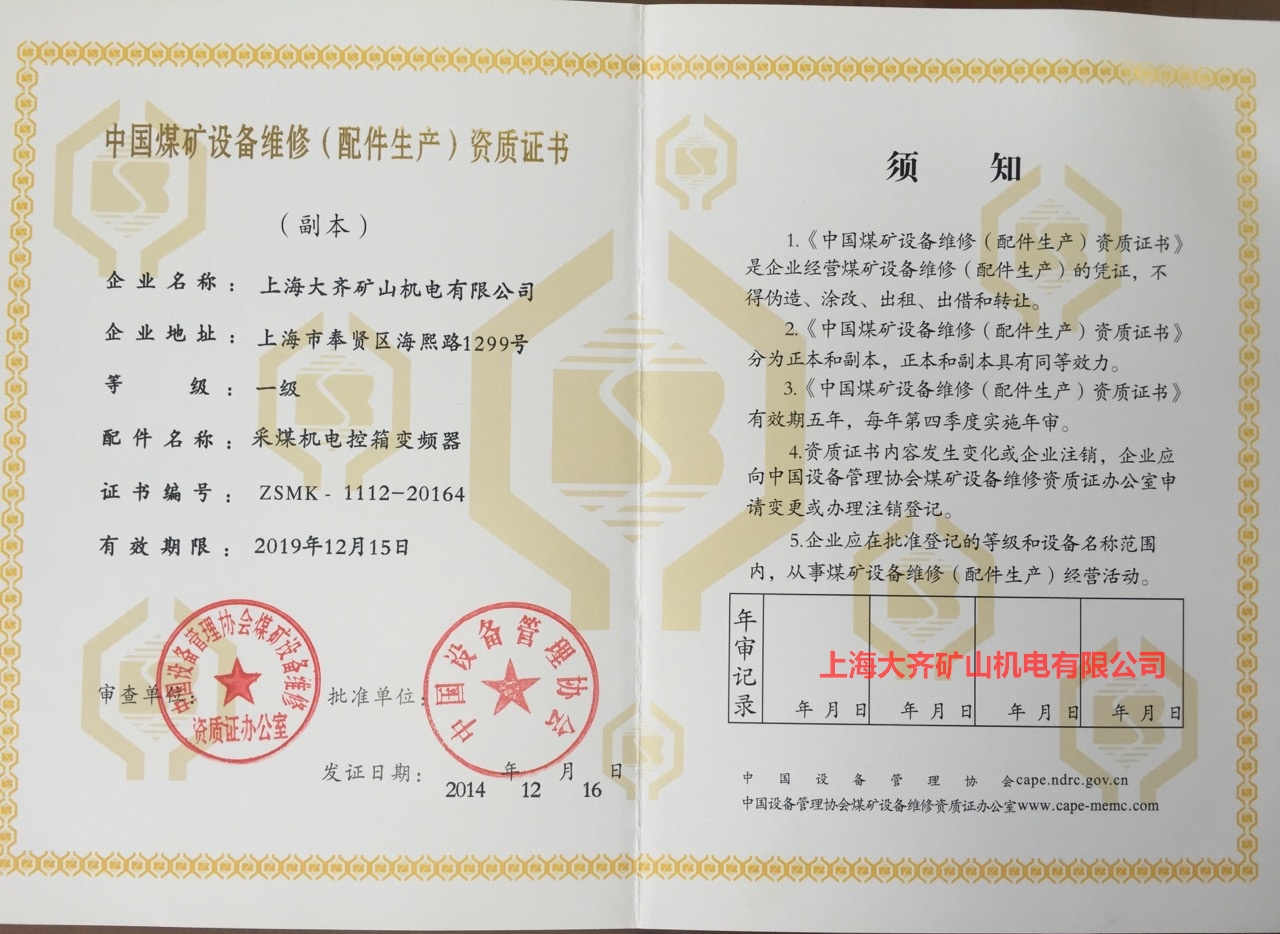 中国煤矿设备维修（配件生产）资质证书
（副本）
企业名称：上海大齐矿山机电有限公司
企业地址：上海市奉贤区海熙路1299号
等级：一级
配件名称：采煤机电控箱变频器
证书编号：ZSMK - 1112-20164
有效期限：2019年12月15日
中国设备管理协会煤矿设备维修
资质证办公室
审查单位：
中国设备管理协会
批准单位：
发证日期：年 月 日
2014 12 16
须知
1.《中国煤矿设备维修（配件生产）资质证书》
是企业经营煤矿设备维修（配件生产）的凭证，不
得伪造、涂改、出租、出借和转让。
2.《中国煤矿设备维修（配件生产）资质证书》
分为正本和副本，正本和副本具有同等效力。
3.《中国煤矿设备维修（配件生产）资质证书》
有效期五年，每年第四季度实施年审。
4.资质证书内容发生变化或企业注销，企业应
向中国设备管理协会煤矿设备维修资质证办公室申
请变更或办理注销登记。
5.企业应在批准登记的等级和设备名称范围
内，从事煤矿设备维修（配件生产）经营活动。
年审记录
上海大齐矿山机电有限公司
年 月 日 年 月 日 年 月 日 年 月 日
中国设备管理协会cape.ndrc.gov.cn
中国设备管理协会煤矿设备维修资质证办公室www.cape-memc.com